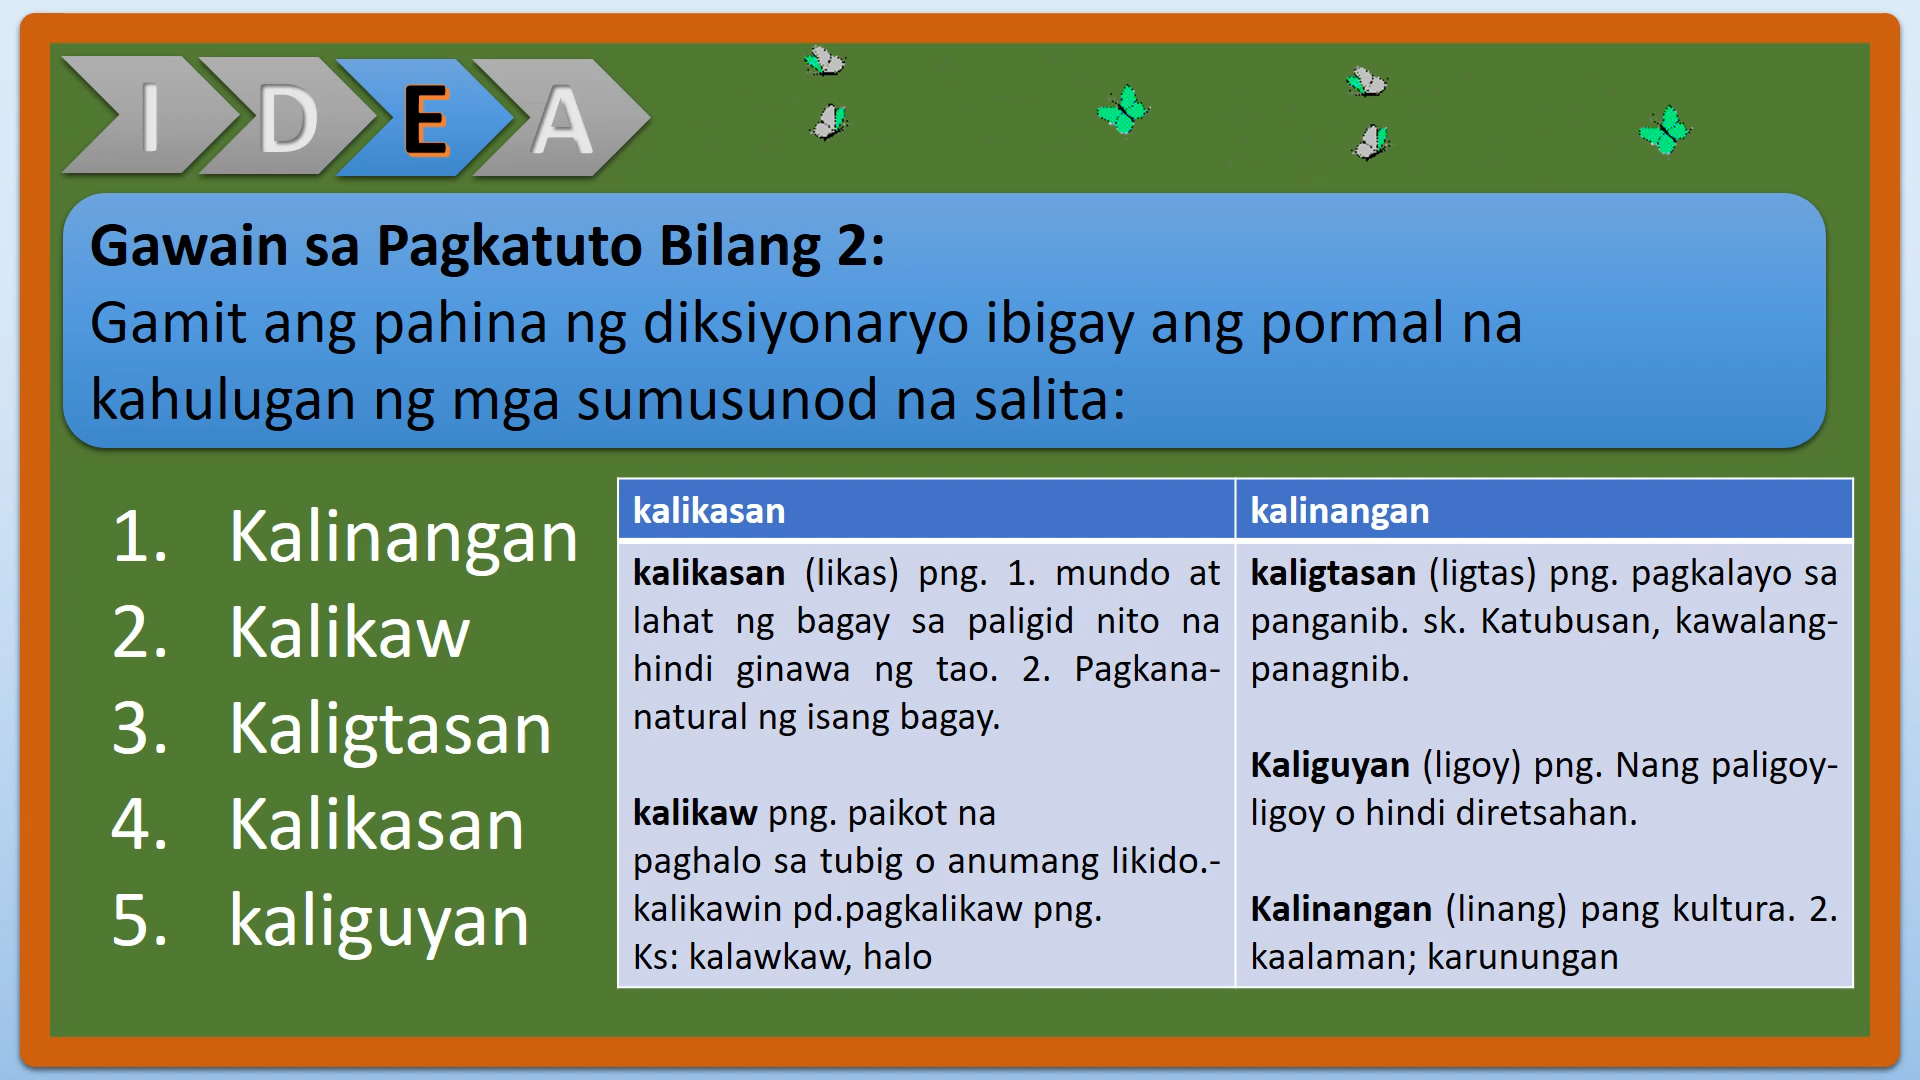 I D E A
Gawain sa Pagkatuto Bilang 2:
Gamit ang pahina ng diksiyonaryo ibigay ang pormal na
kahulugan ng mga sumusunod na salita:
1. Kalinangan
2. Kalikaw
3. Kaligtasan
4. Kalikasan
5. kaliguyan
kalikasan
kalikasan (likas) png. 1. mundo at
lahat ng bagay sa paligid nito na
hindi ginawa ng tao. 2. Pagkana-
natural ng isang bagay.
kalikaw png. paikot na
paghalo sa tubig o anumang likido.-
kalikawin pd.pagkalikaw png.
Ks: kalawkaw, halo
kalinangan
kaligtasan (ligtas) png. pagkalayo sa
panganib. sk. Katubusan, kawalang-
panagnib.
Kaliguyan (ligoy) png. Nang paligoy-
ligoy o hindi diretsahan.
Kalinangan (linang) pang kultura. 2.
kaalaman; karunungan